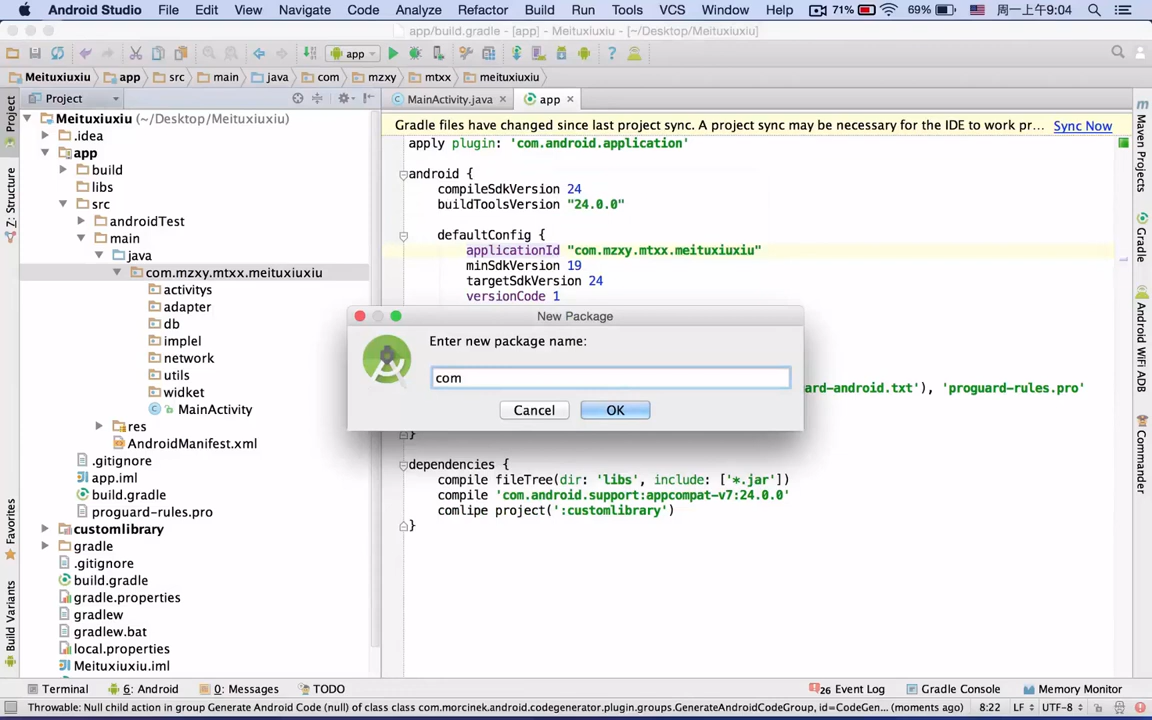 Android Studio File Edit View Navigate Code Analyze Refactor Build Run Tools VCS Window Help 71% 69% 周一上午9:04
app/build.gradle - [app] - Meituxiuxiu - [~/Desktop/Meituxiuxiu]
app
Meituxiuxiu app src main java com mzxy mtxx meituxiuxiu
Project
MainActivity.java
app
Gradle files have changed since last project sync. A project sync may be necessary for the IDE to work pr... Sync Now
Meituxiuxiu (~/Desktop/Meituxiuxiu)
.idea
app
build
libs
src
androidTest
main
java
com.mzxy.mtxx.meituxiuxiu
activitys
adapter
db
implel
network
utils
widket
MainActivity
res
AndroidManifest.xml
.gitignore
app.iml
build.gradle
proguard-rules.pro
customlibrary
gradle
.gitignore
build.gradle
gradle.properties
gradlew
gradlew.bat
local.properties
Meituxiuxiu.iml
apply plugin: 'com.android.application'
android {
compileSdkVersion 24
buildToolsVersion "24.0.0"
defaultConfig {
applicationId "com.mzxy.mtxx.meituxiuxiu"
minSdkVersion 19
targetSdkVersion 24
versionCode 1
ard-android.txt'), 'proguard-rules.pro'
}
dependencies {
compile fileTree(dir: 'libs', include: ['*.jar'])
compile 'com.android.support:appcompat-v7:24.0.0'
comlipe project(':customlibrary')
}
New Package
Enter new package name:
com
Cancel OK
Project
Z: Structure
Favorites
Build Variants
Maven Projects
Gradle
Android WiFi ADB
Commander
Terminal 6: Android 0: Messages TODO 26 Event Log Gradle Console Memory Monitor
Throwable: Null child action in group Generate Android Code (null) of class class com.morcinek.android.codegenerator.plugin.groups.GenerateAndroidCodeGroup, id=CodeGen... (moments ago) 8:22 LF UTF-8